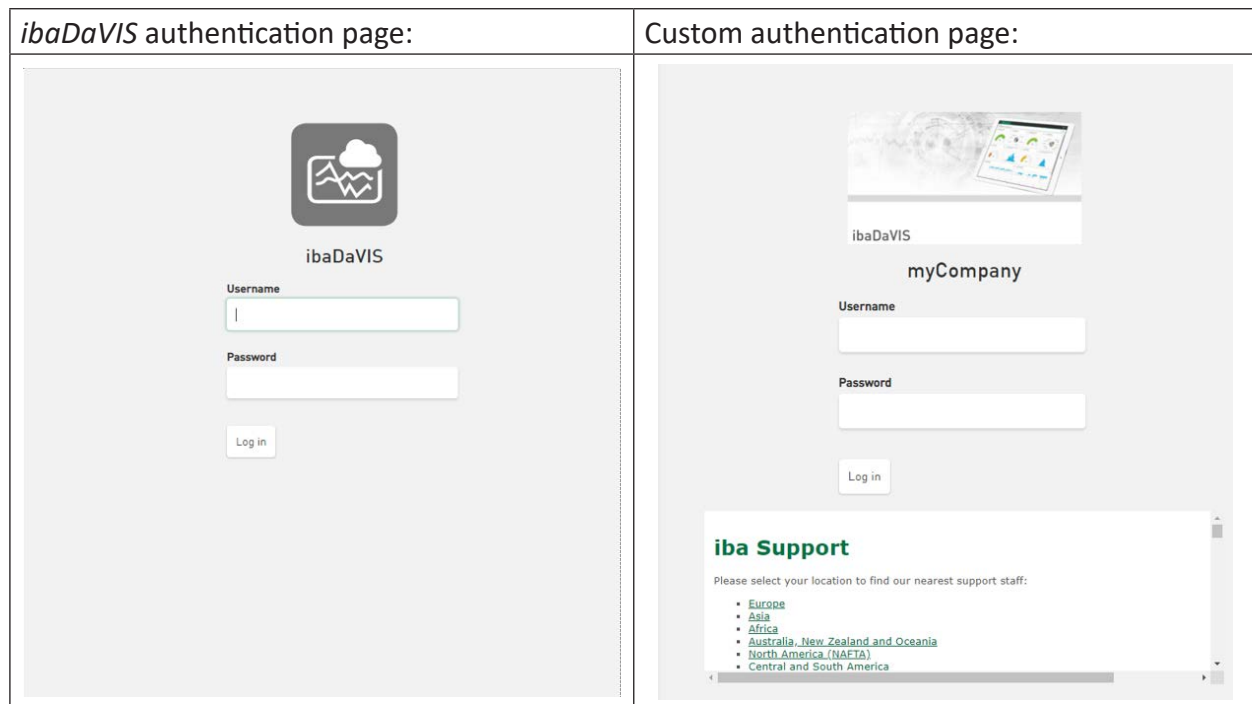 ibaDaVIS authentication page:
Custom authentication page:
ibaDaVIS
Username
Password
Log in
ibaDaVIS
myCompany
Username
Password
Log in
iba Support
Please select your location to find our nearest support staff:
Europe
Asia
Africa
Australia, New Zealand and Oceania
North America (NAFTA)
Central and South America